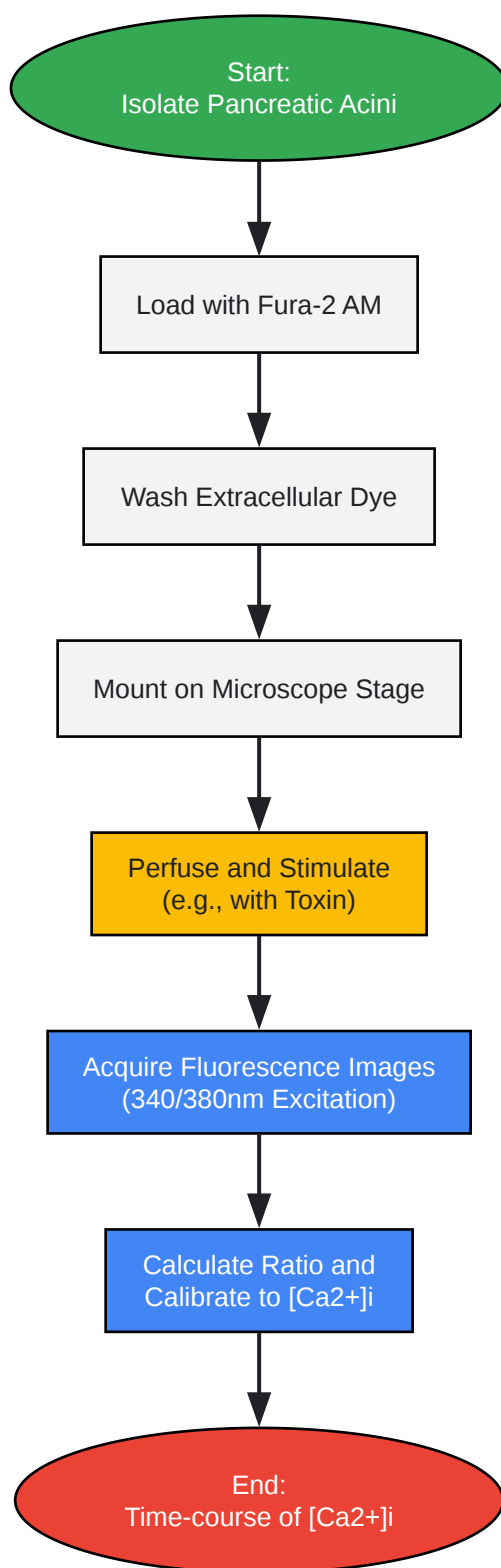 Start:
Isolate Pancreatic Acini
Load with Fura-2 AM
Wash Extracellular Dye
Mount on Microscope Stage
Perfuse and Stimulate
(e.g., with Toxin)
Acquire Fluorescence Images
(340/380nm Excitation)
Calculate Ratio and
Calibrate to [Ca2+]i
End:
Time-course of [Ca2+]i